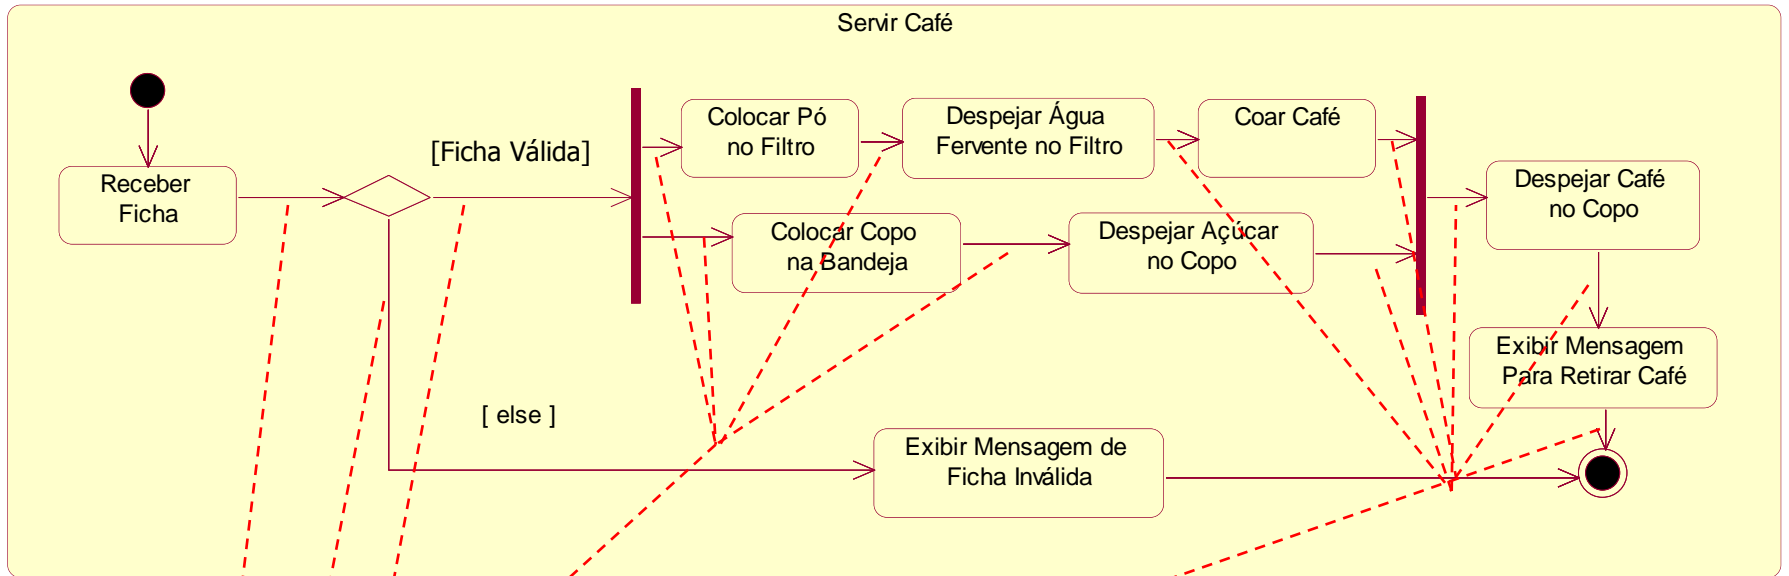 Servir Café
Colocar Pó
no Filtro
Despejar Água
Fervente no Filtro
Coar Café
[Ficha Válida]
Receber
Ficha
Despejar Café
no Copo
Colocar Copo
na Bandeja
Despejar Açúcar
no Copo
Exibir Mensagem
Para Retirar Café
[ else ]
Exibir Mensagem de
Ficha Inválida